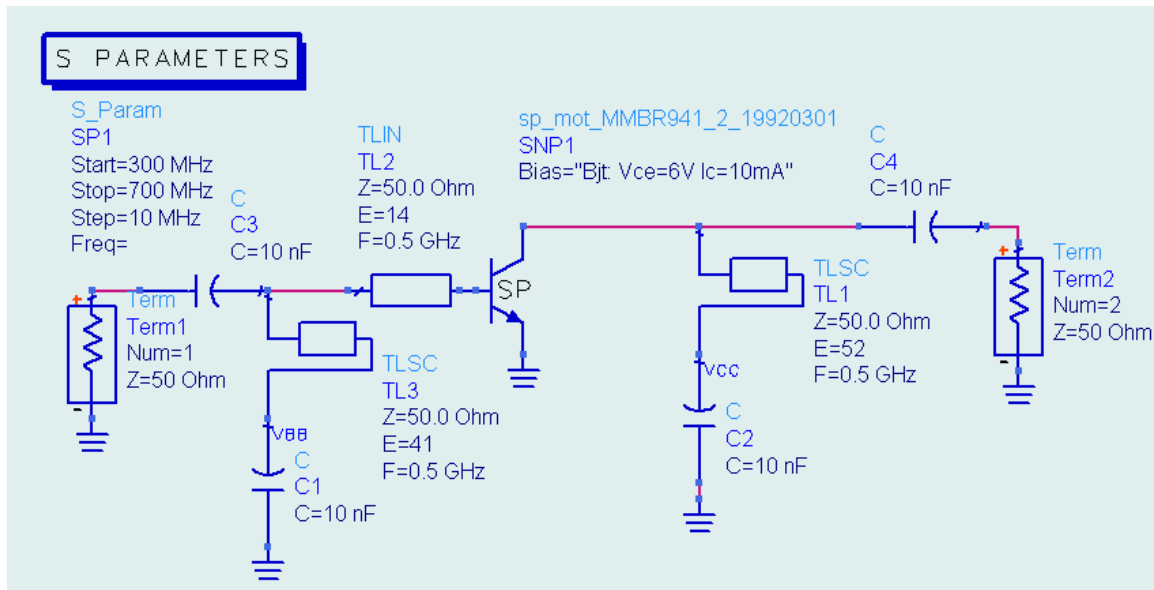 S PARAMETERS
S_Param
SP1
Start=300 MHz
Stop=700 MHz
Step=10 MHz
Freq=
C
C3
C=10 nF
TLIN
TL2
Z=50.0 Ohm
E=14
F=0.5 GHz
sp_mot_MMBR941_2_19920301
SNP1
Bias="Bjt: Vce=6V Ic=10mA"
C
C4
C=10 nF
+
Term
Term1
Num=1
Z=50 Ohm
-
SP
TLSC
TL3
Z=50.0 Ohm
E=41
F=0.5 GHz
VBB
C
C1
C=10 nF
TLSC
TL1
Z=50.0 Ohm
E=52
F=0.5 GHz
VCC
C
C2
C=10 nF
+
Term
Term2
Num=2
Z=50 Ohm
-